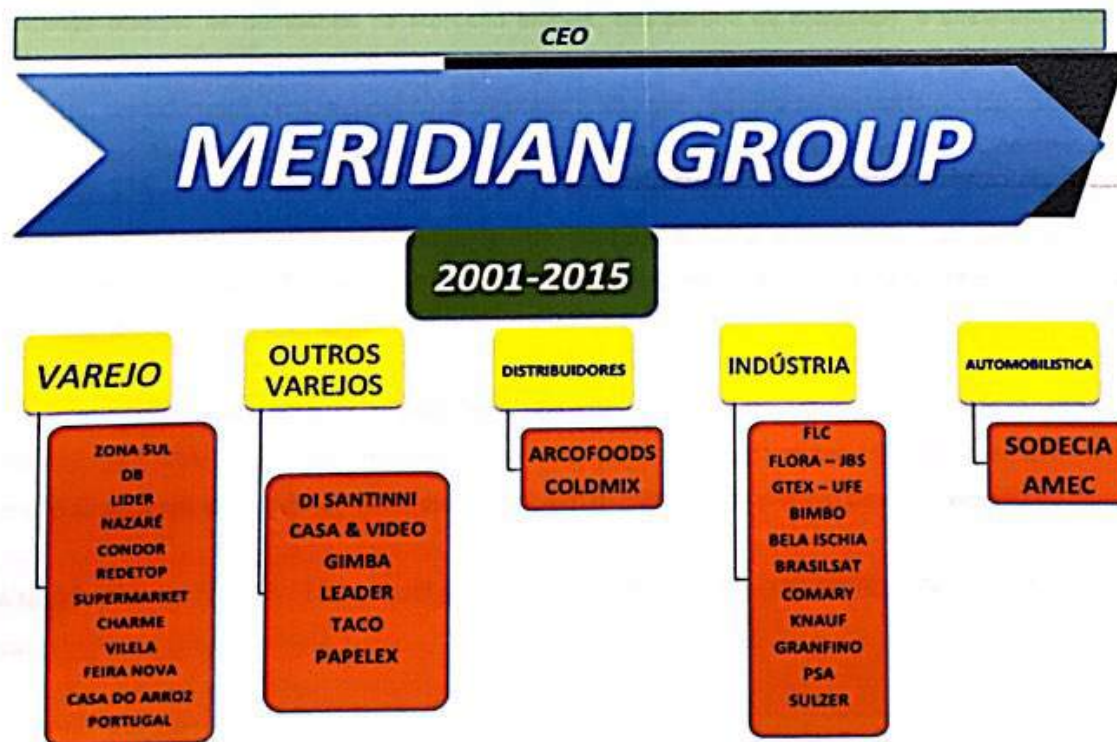 CEO
MERIDIAN GROUP
2001-2015
VAREJO
ZONA SUL
DB
LIDER
NAZARÉ
CONDOR
REDETOP
SUPERMARKET
CHARME
VILELA
FEIRA NOVA
CASA DO ARROZ
PORTUGAL
OUTROS
VAREJOS
DI SANTINNI
CASA & VIDEO
GIMBA
LEADER
TACO
PAPELEX
DISTRIBUIDORES
ARCOFOODS
COLDMIX
INDÚSTRIA
FLC
FLORA – JBS
GTEX – UFE
BIMBO
BELA ISCHIA
BRASILSAT
COMARY
KNAUF
GRANFINO
PSA
SULZER
AUTOMOBILISTICA
SODECIA
AMEC